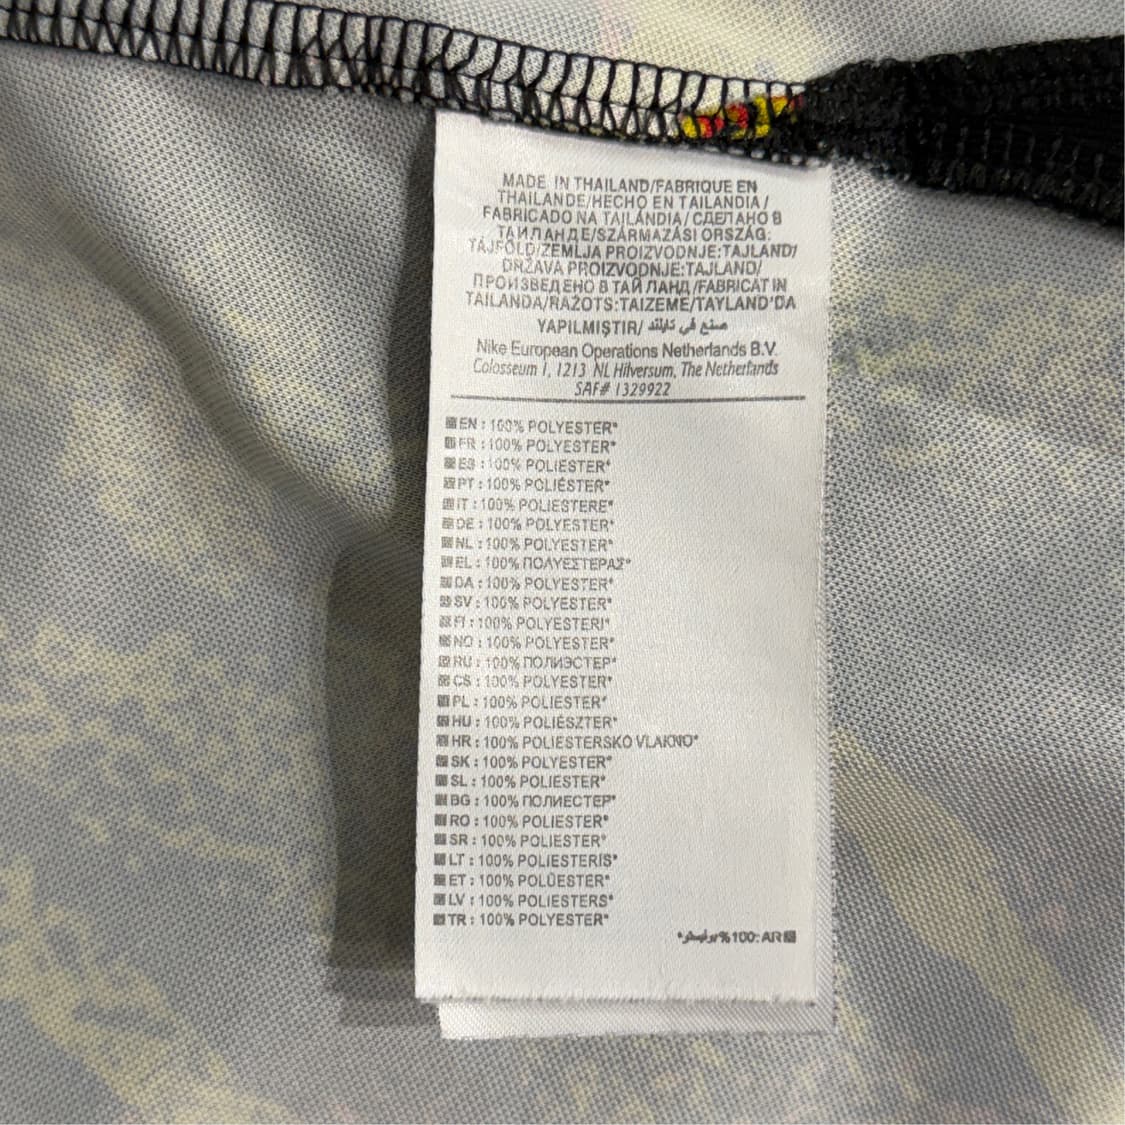 MADE IN THAILAND/FABRIQUE EN
THAILANDE/HECHO EN TAILANDIA/
FABRICADO NA TAILÂNDIA/ СДЕЛАНО В
ТАИЛАНДЕ/SZÁRMAZÁSI ORSZÁG:
TÁJFÖLD/ZEMLJA PROIZVODNJE:TAJLAND/
DRŽAVA PROIZVODNJE:TAJLAND/
ПРОИЗВЕДЕНО В ТАЙЛАНД/FABRICAT IN
TAILANDA/RAŽOTS:TAIZEME/TAYLAND'DA
YAPILMIŞTIR/ صنع في تايلند
Nike European Operations Netherlands B.V.
Colosseum 1, 1213 NL Hilversum, The Netherlands
SAF# 1329922
EN : 100% POLYESTER*
FR : 100% POLYESTER*
ES : 100% POLIESTER*
PT : 100% POLIÉSTER*
IT : 100% POLIESTERE*
DE : 100% POLYESTER*
NL : 100% POLYESTER*
EL : 100% ΠΟΛΥΕΣΤΕΡΑΣ*
DA : 100% POLYESTER*
SV : 100% POLYESTER*
FI : 100% POLYESTERI*
NO : 100% POLYESTER*
RU : 100% ПОЛИЭСТЕР*
CS : 100% POLYESTER*
PL : 100% POLIESTER*
HU : 100% POLIÉSZTER*
HR : 100% POLIESTERSKO VLAKNO*
SK : 100% POLYESTER*
SL : 100% POLIESTER*
BG : 100% ПОЛИЕСТЕР*
RO : 100% POLIESTER*
SR : 100% POLIESTER*
LT : 100% POLIESTERIS*
ET : 100% POLÜESTER*
LV : 100% POLIESTERS*
TR : 100% POLYESTER*
AR :100% بوليستر*